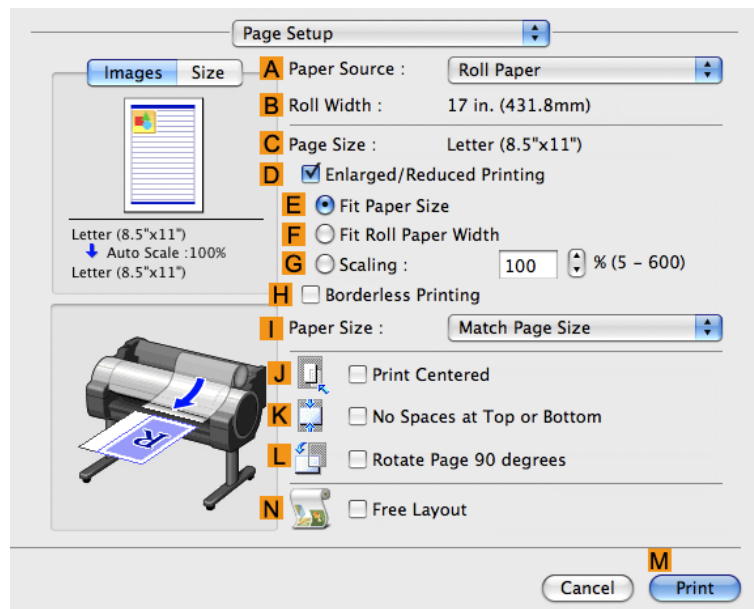 Page Setup
Images Size
A Paper Source : Roll Paper
B Roll Width : 17 in. (431.8mm)
C Page Size : Letter (8.5"x11")
D Enlarged/Reduced Printing
E Fit Paper Size
F Fit Roll Paper Width
G Scaling : 100 % (5 - 600)
Letter (8.5"x11")
Auto Scale :100%
Letter (8.5"x11")
H Borderless Printing
I Paper Size : Match Page Size
J Print Centered
K No Spaces at Top or Bottom
L Rotate Page 90 degrees
R
N Free Layout
M
Cancel Print